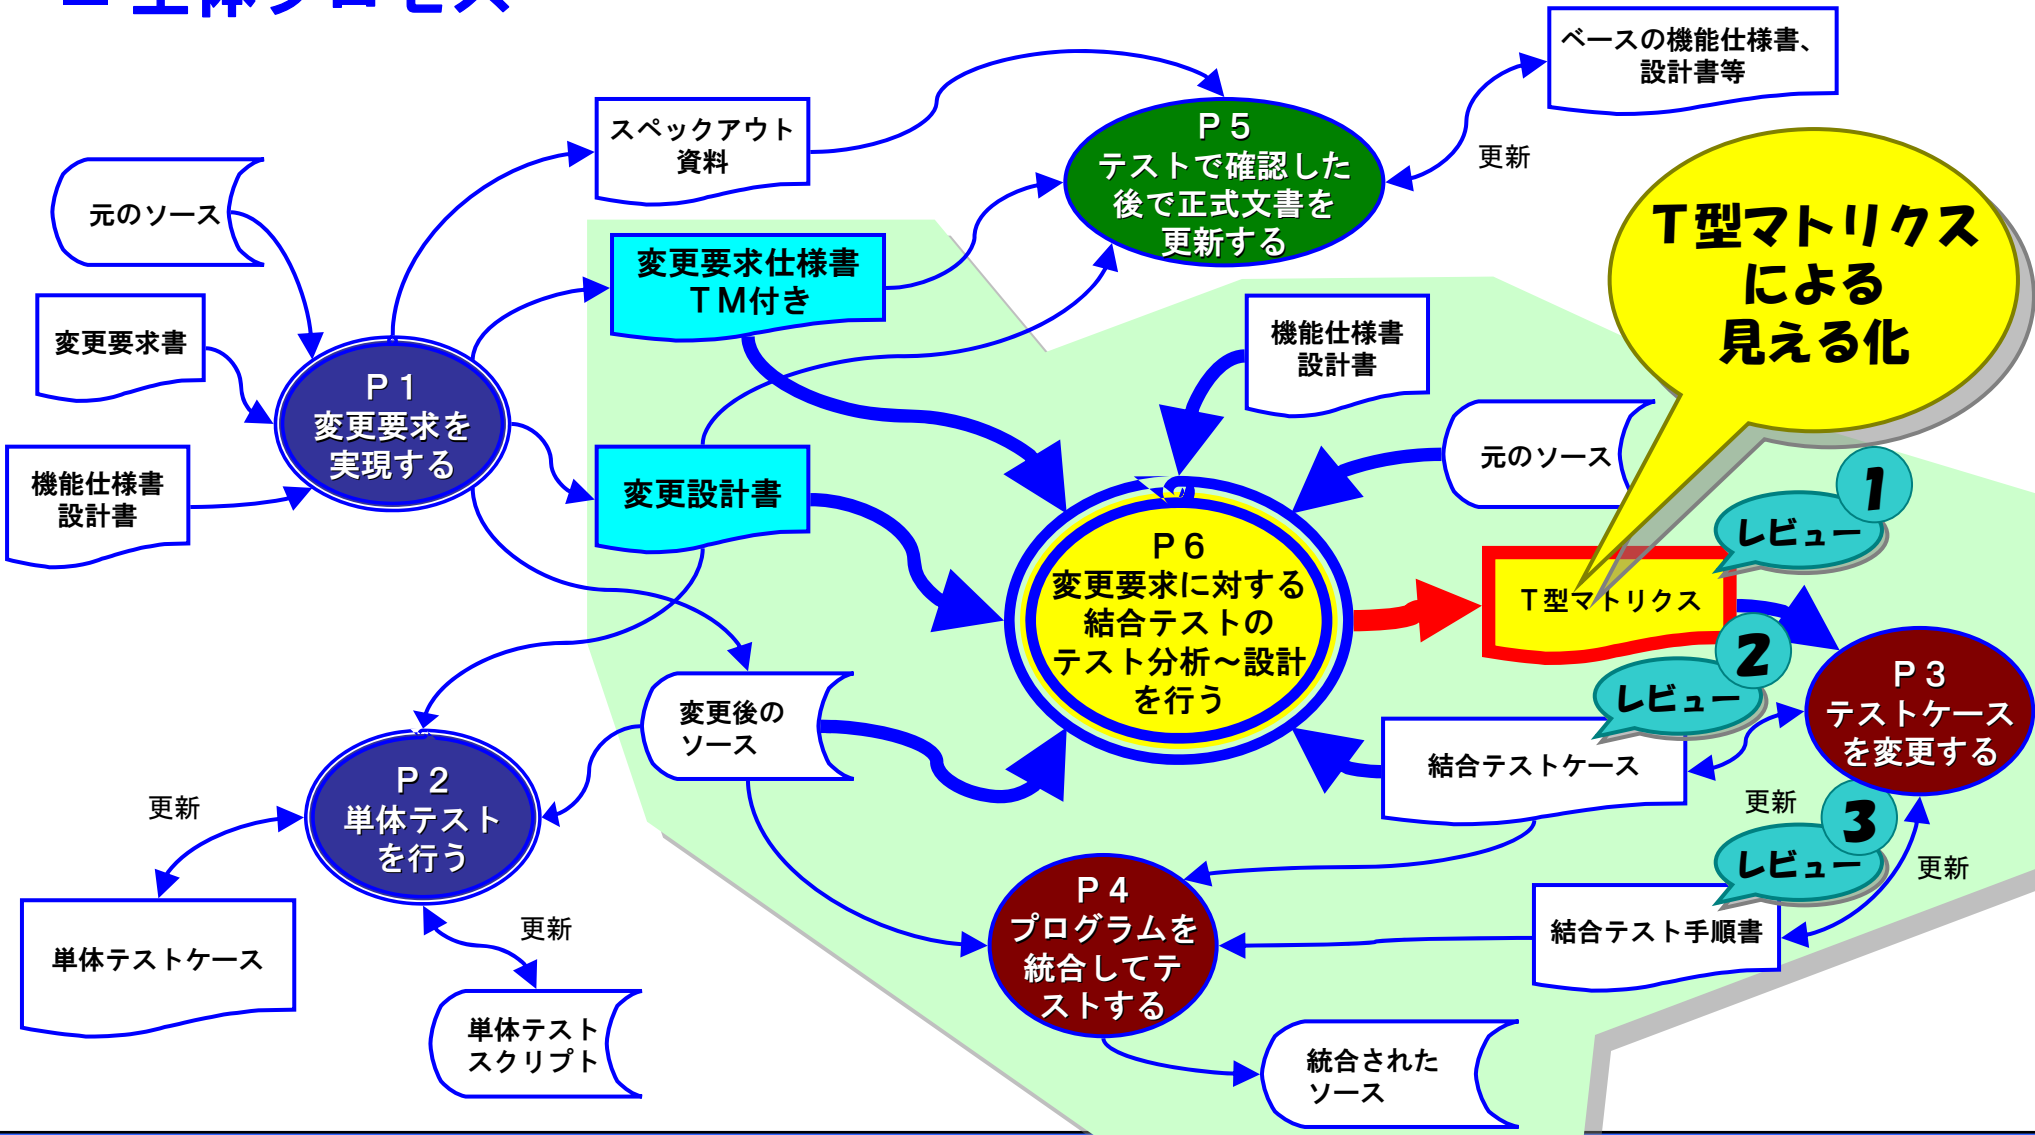 全体プロセス
ベースの機能仕様書、
設計書等
スペックアウト
資料
Ｐ５
テストで確認した
後で正式文書を
更新する
更新
元のソース
Ｔ型マトリクス
による
見える化
変更要求仕様書
ＴＭ付き
変更要求書
機能仕様書
設計書
Ｐ１
変更要求を
実現する
元のソース
1
レビュー
機能仕様書
設計書
変更設計書
Ｐ６
変更要求に対する
結合テストの
テスト分析～設計
を行う
Ｔ型マトリクス
2
レビュー
Ｐ３
テストケース
を変更する
変更後の
ソース
結合テストケース
Ｐ２
単体テスト
を行う
更新
更新
3
レビュー
更新
Ｐ４
プログラムを
統合してテ
ストする
結合テスト手順書
単体テストケース
更新
単体テスト
スクリプト
統合された
ソース